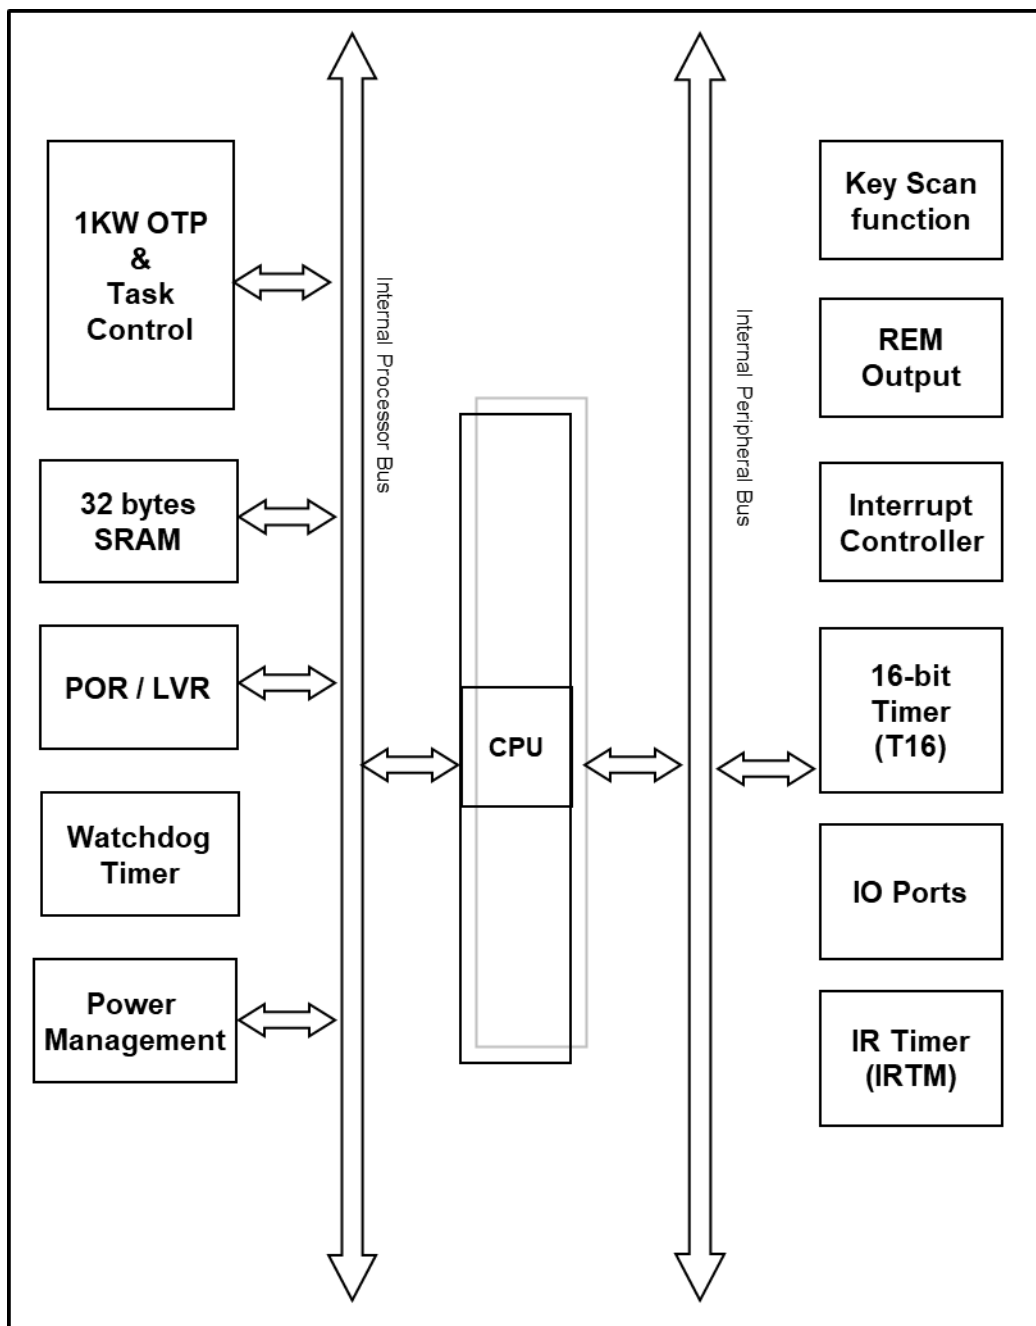 1KW OTP
&
Task
Control
32 bytes
SRAM
POR / LVR
Watchdog
Timer
Power
Management
Internal Processor Bus
CPU
Internal Peripheral Bus
Key Scan
function
REM
Output
Interrupt
Controller
16-bit
Timer
(T16)
IO Ports
IR Timer
(IRTM)